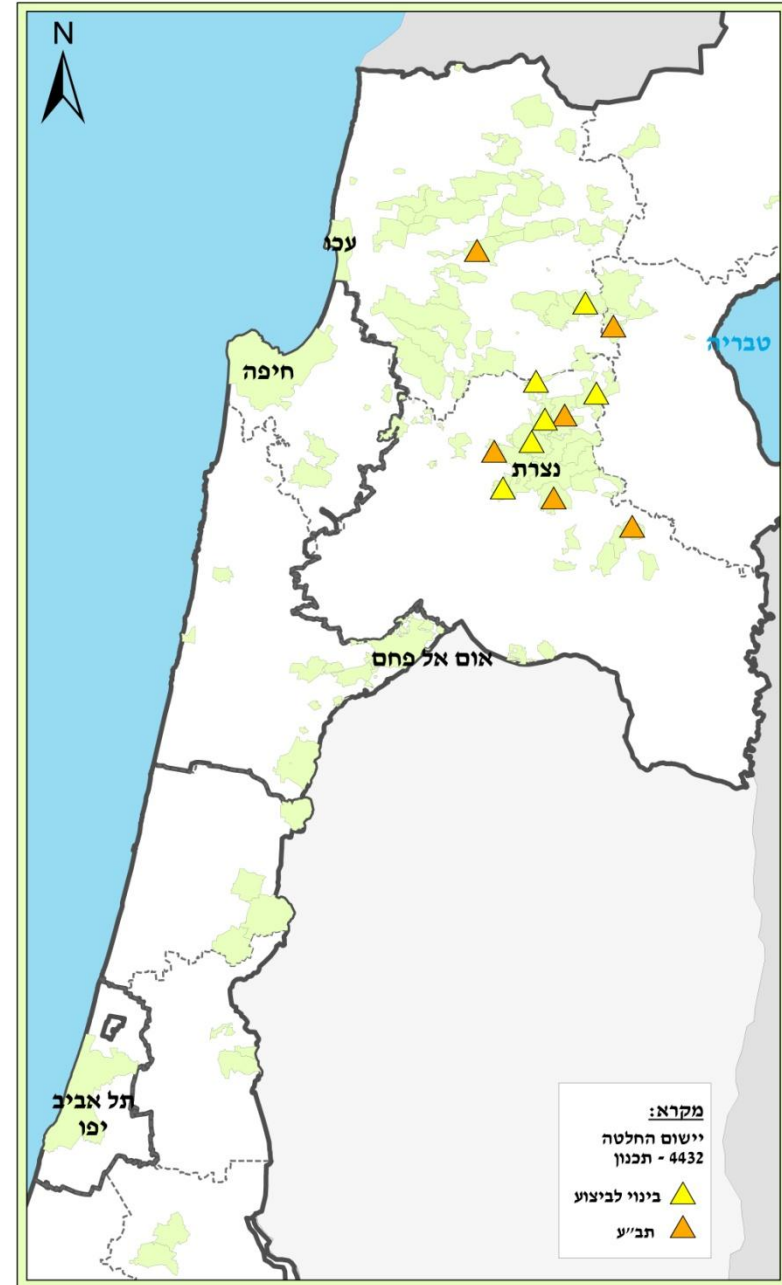 N
עכו
חיפה
טבריה
נצרת
אום אל פחם
תל אביב
יפו
מקרא:
יישום החלטה
4432 - תכנון
בינוי לביצוע
תב"ע